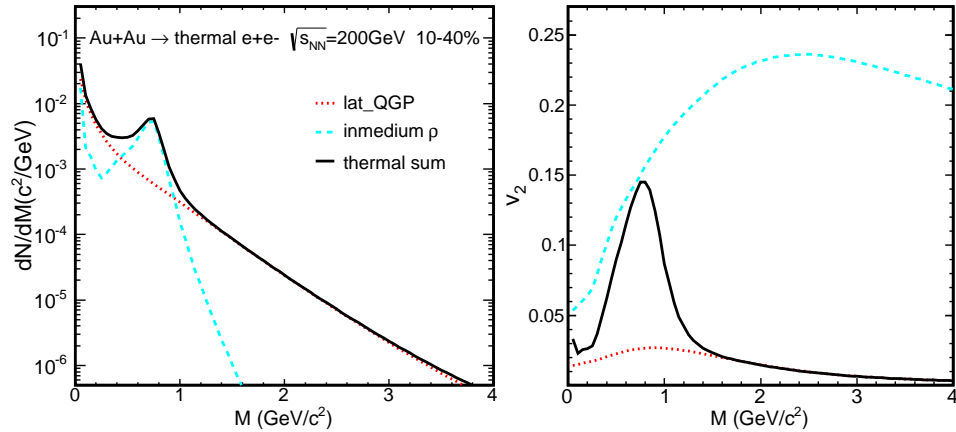 Au+Au → thermal e+e- √s_NN=200GeV 10-40%
lat_QGP
inmedium ρ
thermal sum
dN/dM(c²/GeV)
10⁻¹
10⁻²
10⁻³
10⁻⁴
10⁻⁵
10⁻⁶
0 1 2 3 4
M (GeV/c²)
v₂
0.25
0.2
0.15
0.1
0.05
0 1 2 3 4
M (GeV/c²)